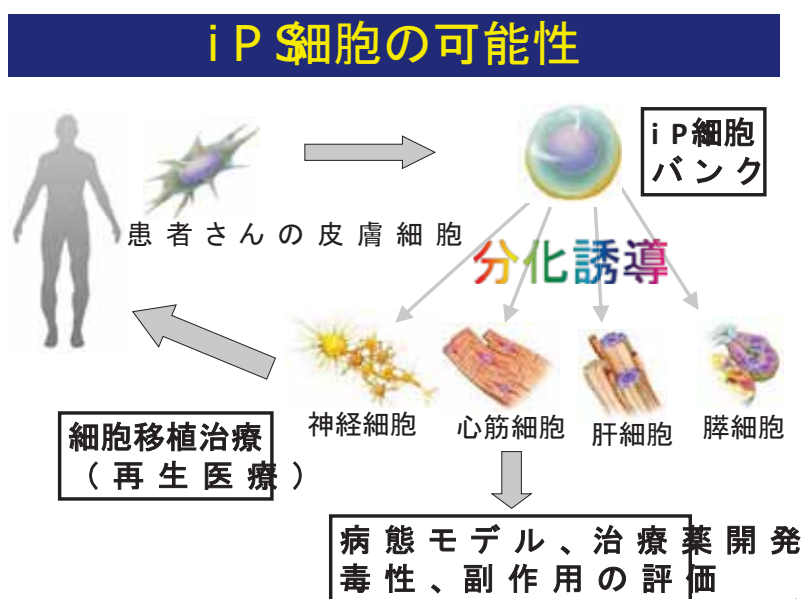 iPS細胞の可能性
iP細胞
バンク
患者さんの皮膚細胞
分化誘導
神経細胞
心筋細胞
肝細胞
膵細胞
細胞移植治療
（再生医療）
病態モデル、治療薬開発
毒性、副作用の評価